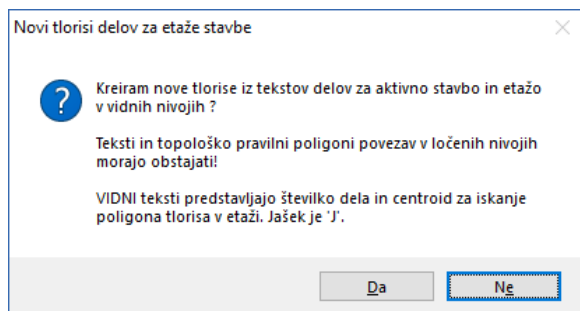 Novi tlorisi delov za etaže stavbe
Kreiram nove tlorise iz tekstov delov za aktivno stavbo in etažo
v vidnih nivojih ?
Teksti in topološko pravilni poligoni povezav v ločenih nivojih
morajo obstajati!
VIDNI teksti predstavljajo številko dela in centroid za iskanje
poligona tlorisa v etaži. Jašek je 'J'.
Da
Ne